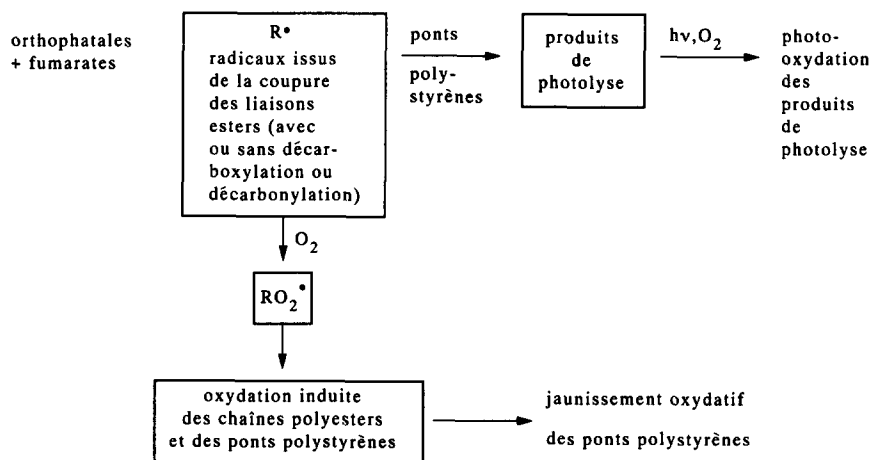 orthophatales
+ fumarates
R•
radicaux issus
de la coupure
des liaisons
esters (avec
ou sans décar-
boxylation ou
décarbonylation)
ponts
poly-
styrènes
produits
de
photolyse
hν,O₂
photo-
oxydation
des
produits
de
photolyse
O₂
RO₂•
oxydation induite
des chaînes polyesters
et des ponts polystyrènes
jaunissement oxydatif
des ponts polystyrènes